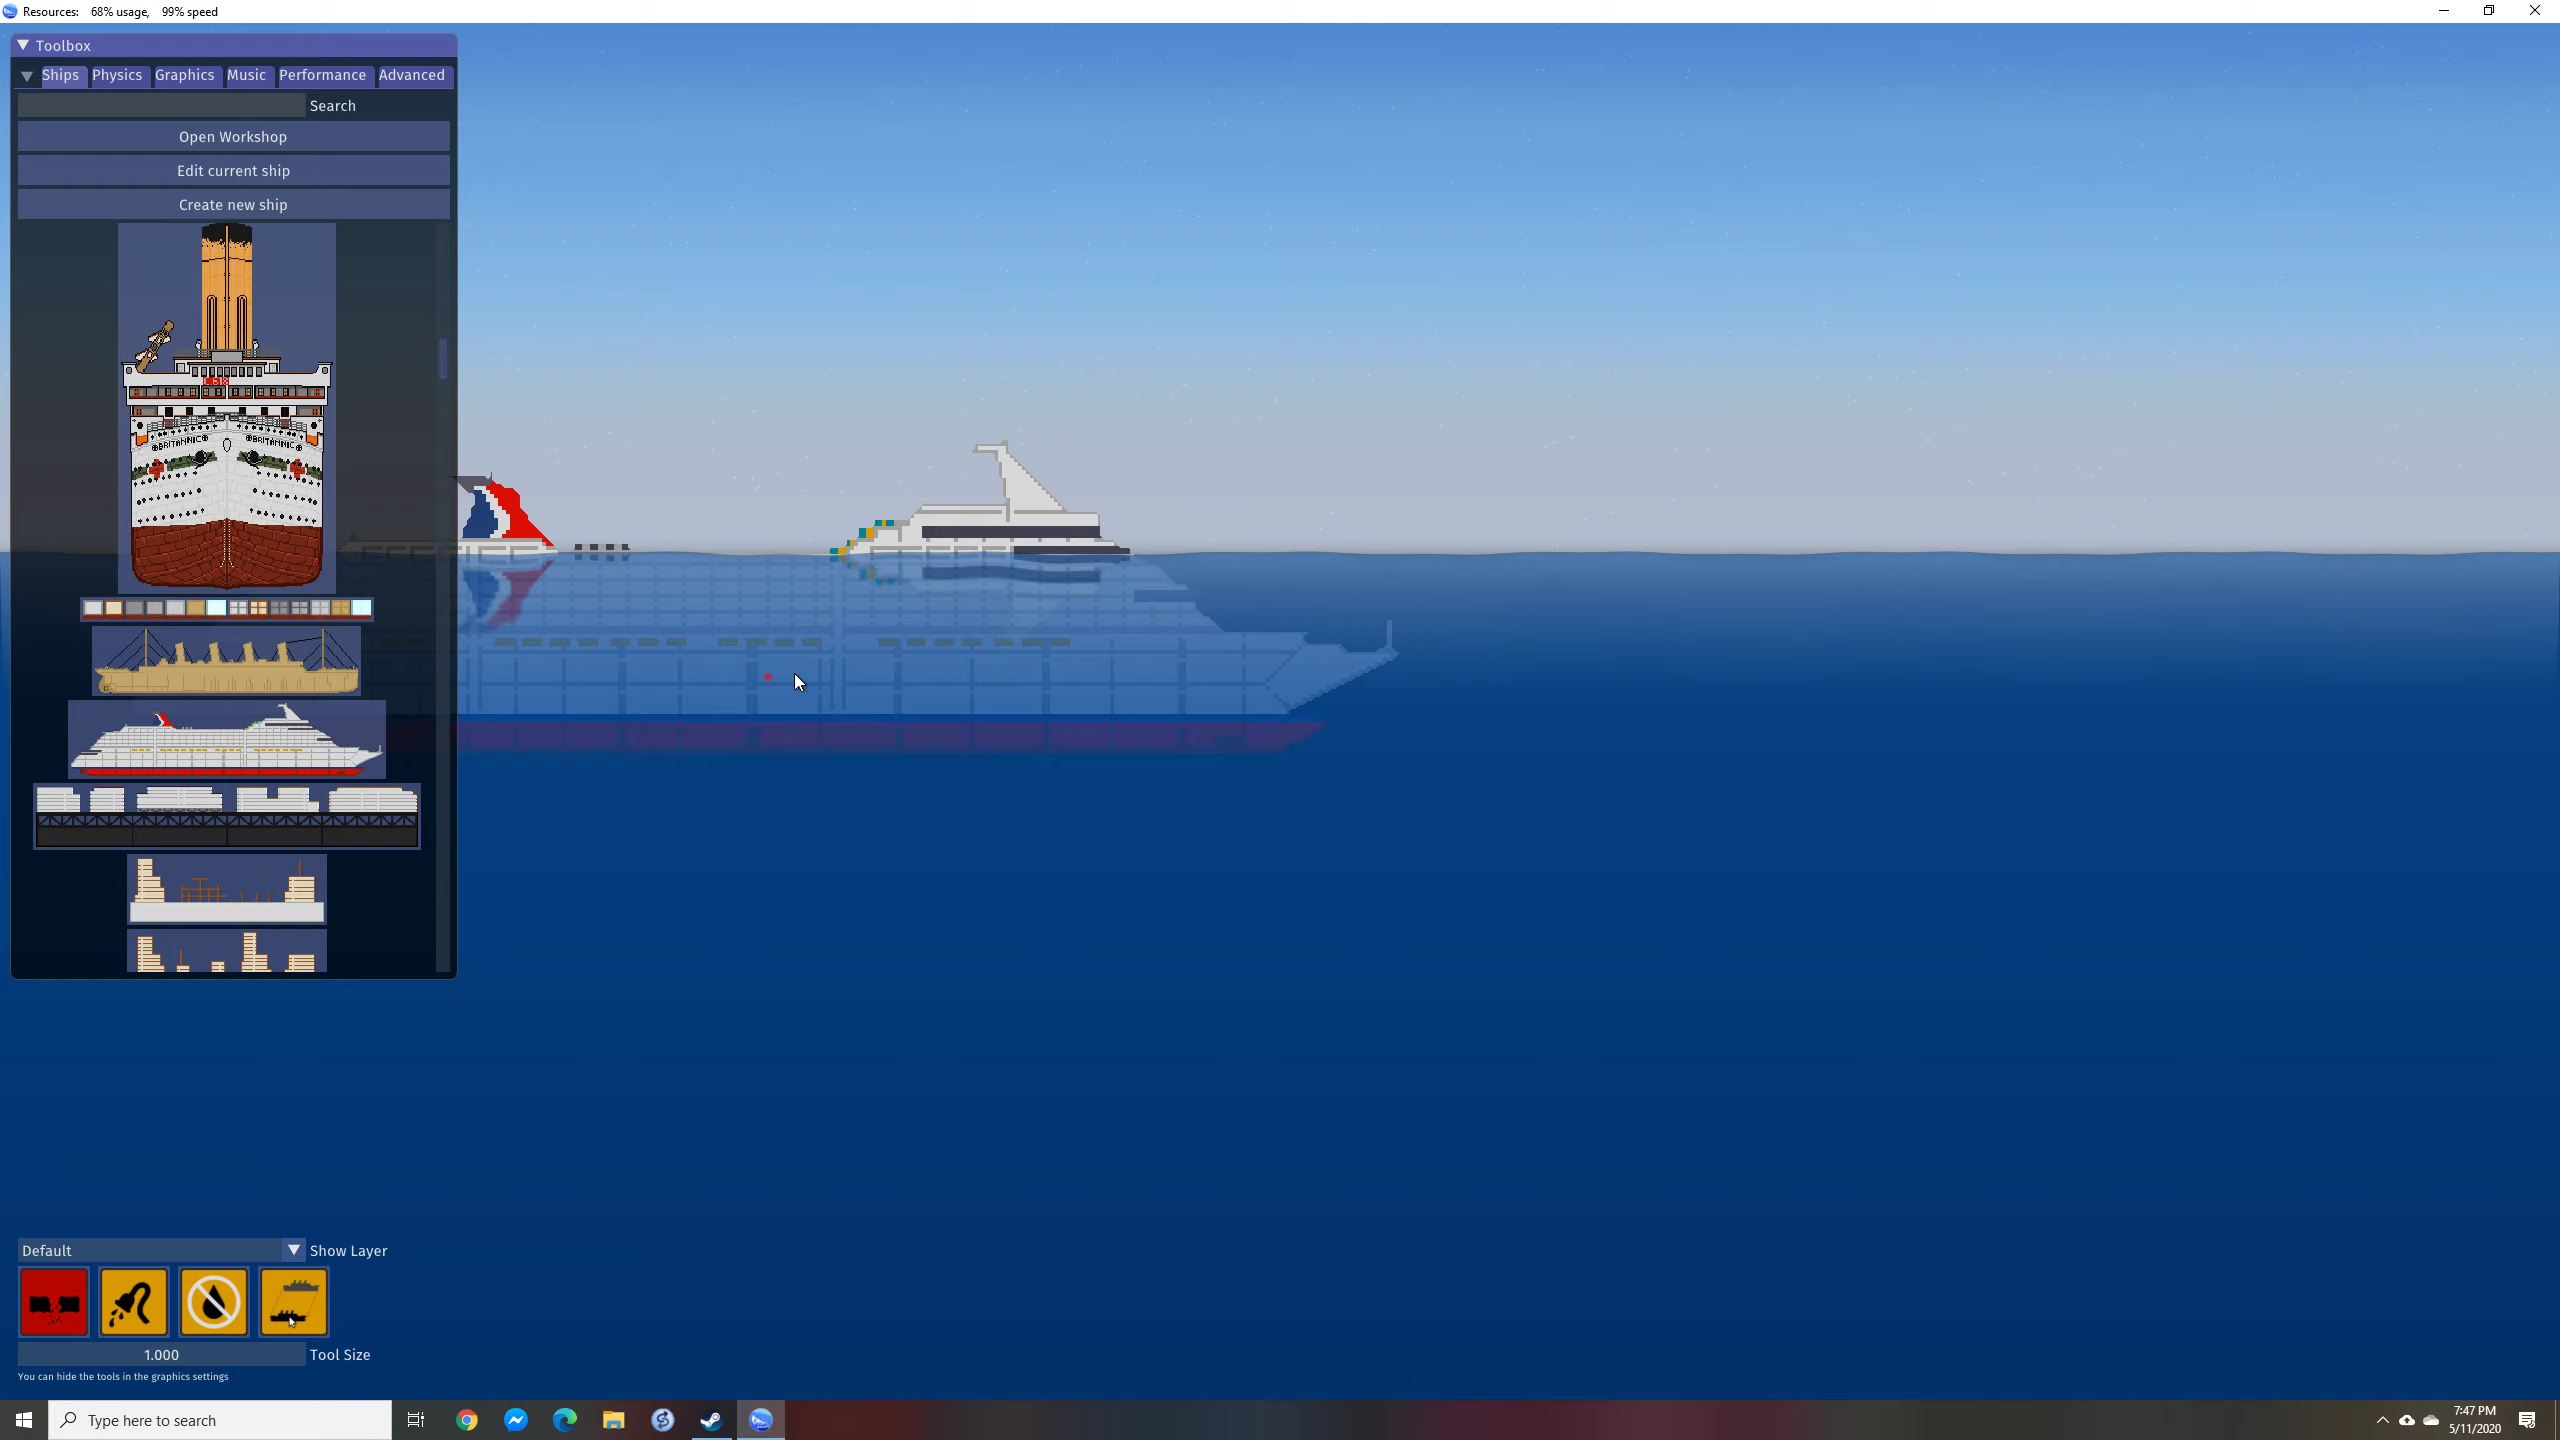 Resources: 68% usage, 99% speed
Toolbox
Ships Physics Graphics Music Performance Advanced
Search
Open Workshop
Edit current ship
Create new ship
BRITANNIC BRITANNIC
Default Show Layer
1.000 Tool Size
You can hide the tools in the graphics settings
Type here to search
7:47 PM
5/11/2020